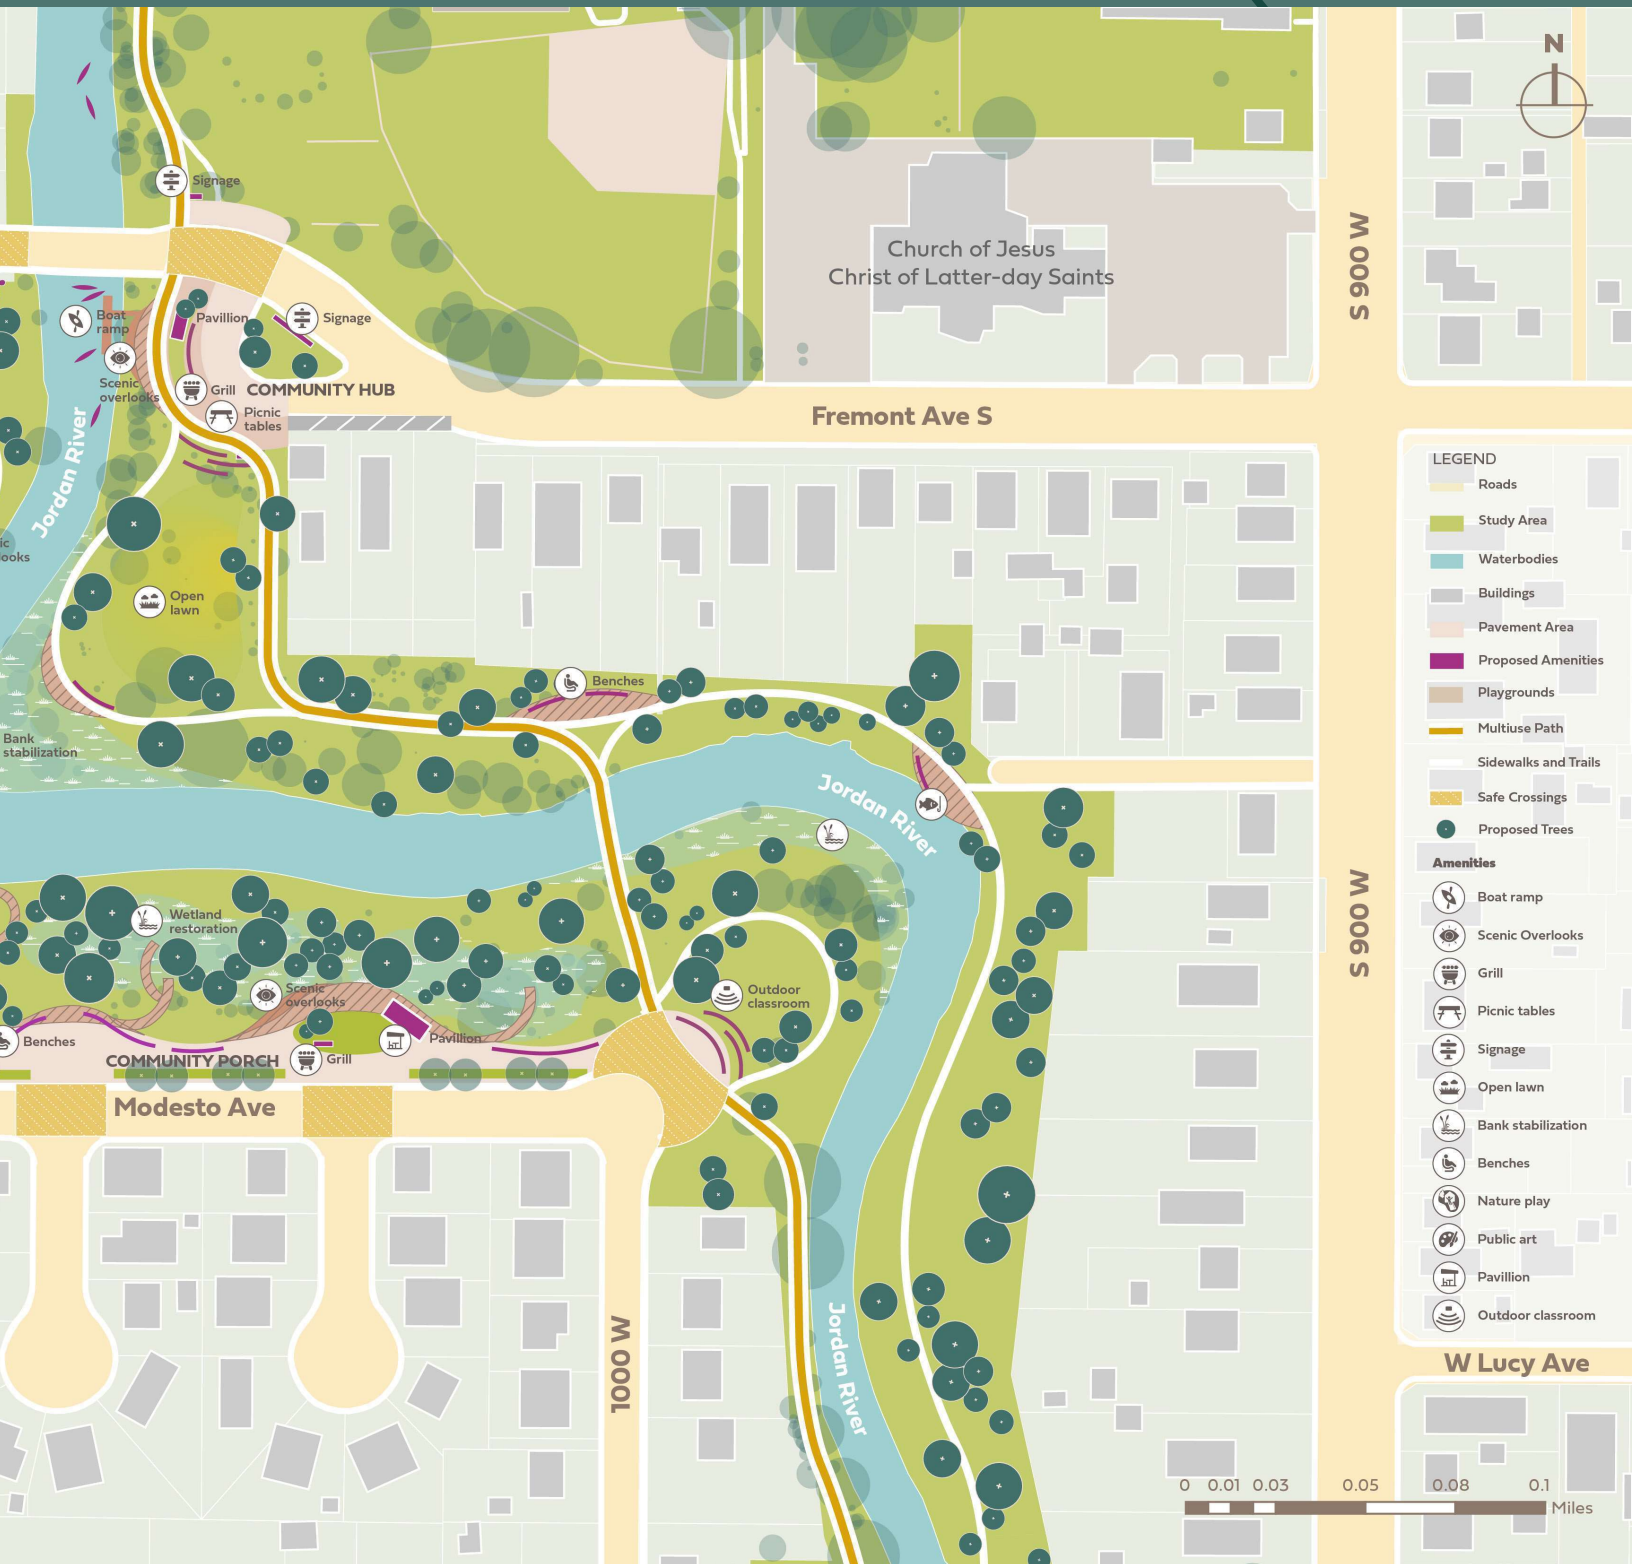 N
Signage
S 900 W
Church of Jesus
Christ of Latter-day Saints
Boat
ramp
Pavillion
Signage
Scenic
overlooks
Grill
COMMUNITY HUB
Picnic
tables
Fremont Ave S
Jordan River
ic
ooks
Open
lawn
Benches
Bank
stabilization
Jordan River
Wetland
restoration
S 900 W
Scenic
overlooks
Outdoor
classroom
Benches
Pavillion
COMMUNITY PORCH
Grill
Modesto Ave
1000 W
Jordan River
LEGEND
Roads
Study Area
Waterbodies
Buildings
Pavement Area
Proposed Amenities
Playgrounds
Multiuse Path
Sidewalks and Trails
Safe Crossings
Proposed Trees
Amenities
Boat ramp
Scenic Overlooks
Grill
Picnic tables
Signage
Open lawn
Bank stabilization
Benches
Nature play
Public art
Pavillion
Outdoor classroom
W Lucy Ave
0 0.01 0.03 0.05 0.08 0.1
Miles